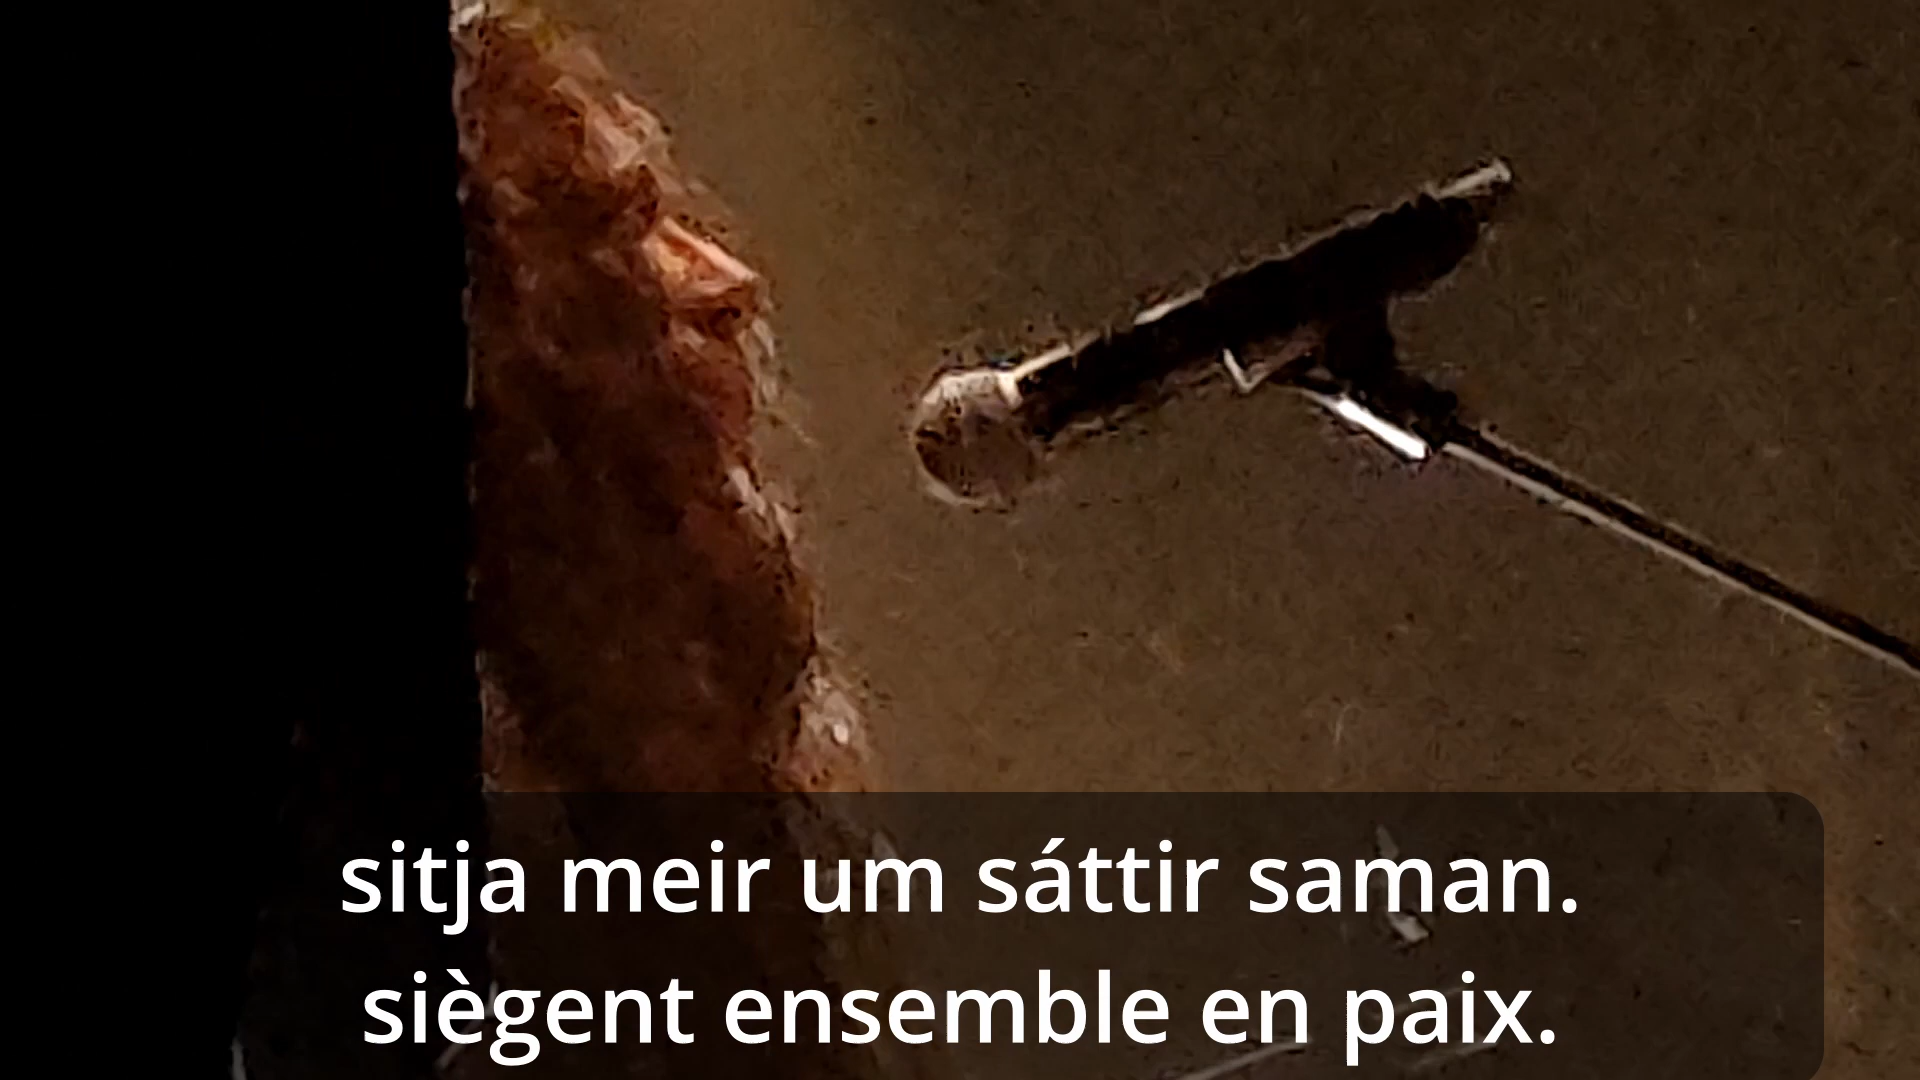 sitja meir um sáttir saman.
siègent ensemble en paix.